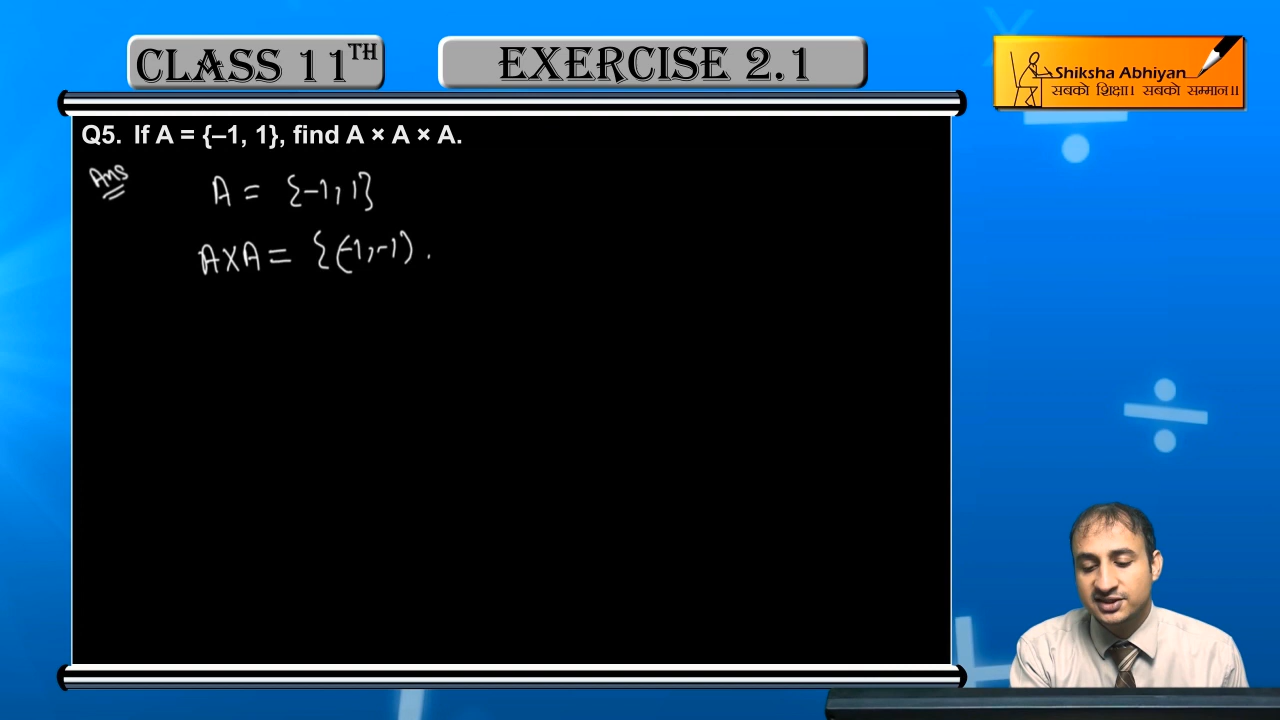 CLASS 11TH
EXERCISE 2.1
Shiksha Abhiyan
सबको शिक्षा। सबको सम्मान॥
Q5. If A = {–1, 1}, find A × A × A.
Ans
A = {-1, 1}
A×A = {(-1,-1).